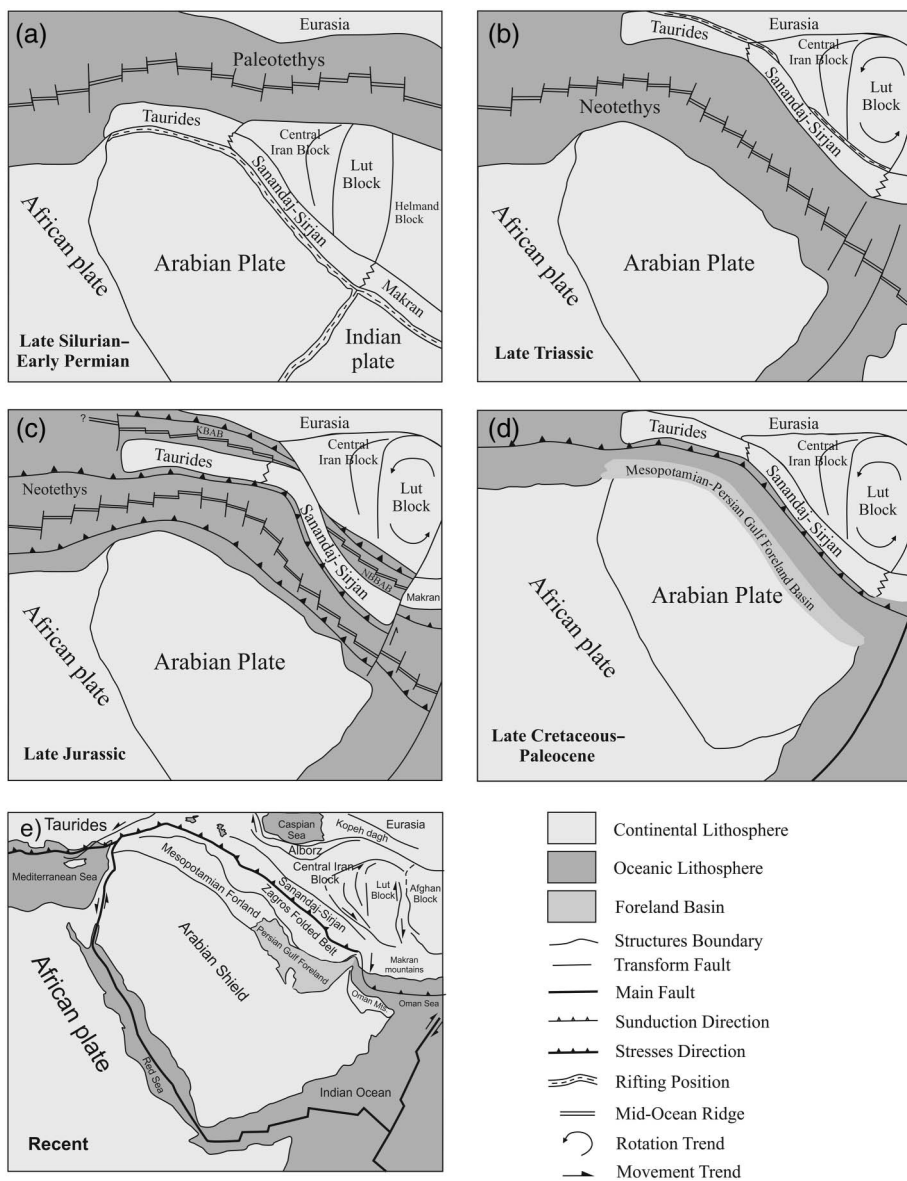 (a)
Eurasia
Paleotethys
Taurides
Central
Iran Block
Lut
Block
Helmand
Block
Sanandaj-Sirjan
Makran
African plate
Arabian Plate
Indian
plate
Late Silurian–
Early Permian
(b)
Eurasia
Taurides
Central
Iran Block
Lut
Block
Sanandaj-Sirjan
Neotethys
African plate
Arabian Plate
Late Triassic
(c)
?
KBAB
Eurasia
Central
Iran Block
Taurides
Lut
Block
Neotethys
Sanandaj-Sirjan
NBBAB
Makran
African plate
Arabian Plate
Late Jurassic
(d)
Eurasia
Taurides
Central
Iran Block
Lut
Block
Sanandaj-Sirjan
Mesopotamian-Persian Gulf Foreland Basin
African plate
Arabian Plate
Late Cretaceous–
Paleocene
e)
Taurides
Caspian
Sea
Kopeh dagh
Eurasia
Alborz
Mediterranean Sea
Central Iran
Block
Lut
Block
Afghan
Block
Sanandaj-Sirjan
Mesopotamian Forland
Zagros Folded Belt
Persian Gulf Foreland
Makran
mountains
Arabian Shield
Oman Mts.
Oman Sea
African plate
Red Sea
Indian Ocean
Recent
Continental Lithosphere
Oceanic Lithosphere
Foreland Basin
Structures Boundary
Transform Fault
Main Fault
Sunduction Direction
Stresses Direction
Rifting Position
Mid-Ocean Ridge
Rotation Trend
Movement Trend